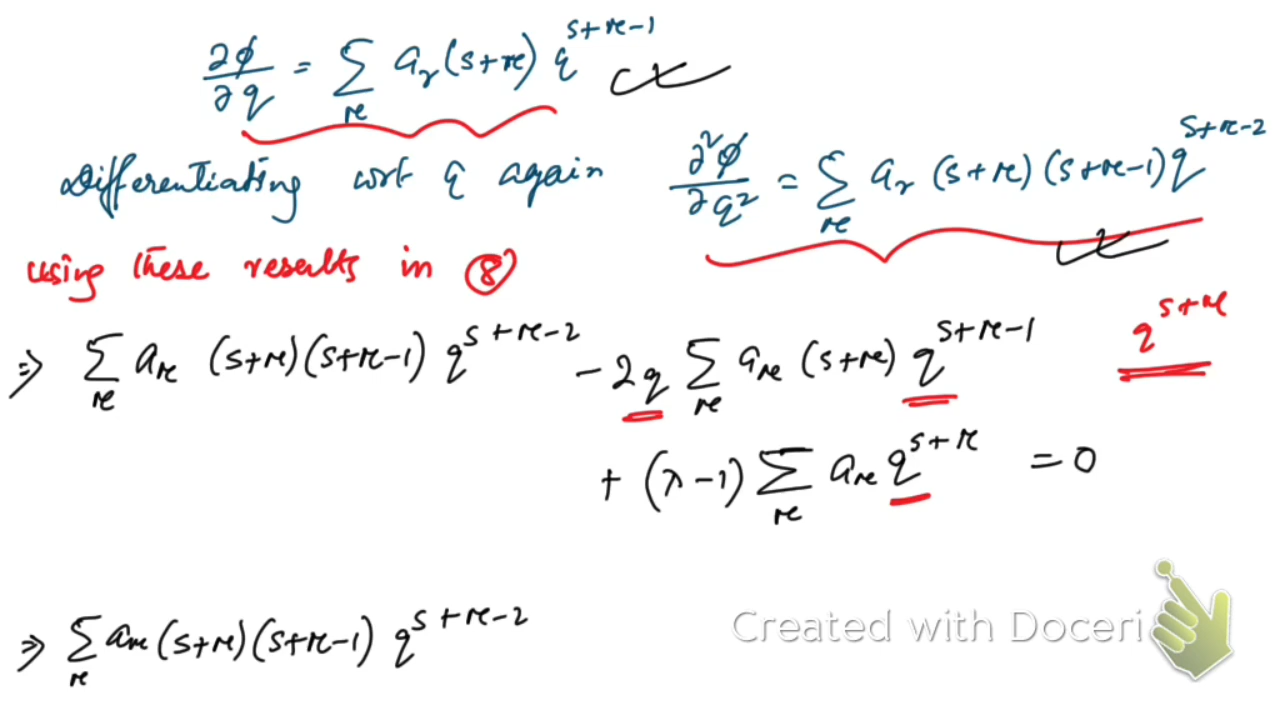 ∂φ/∂q = Σ_r a_r (s+r) q^{s+r-1}
Differentiating wrt q again ∂²φ/∂q² = Σ_r a_r (s+r) (s+r-1) q^{s+r-2}
using these results in ⑧
⇒ Σ_r a_r (s+r)(s+r-1) q^{s+r-2} - 2q Σ_r a_r (s+r) q^{s+r-1} q^{s+r}
+ (λ-1) Σ_r a_r q^{s+r} = 0
⇒ Σ_r a_r (s+r)(s+r-1) q^{s+r-2}
Created with Doceri